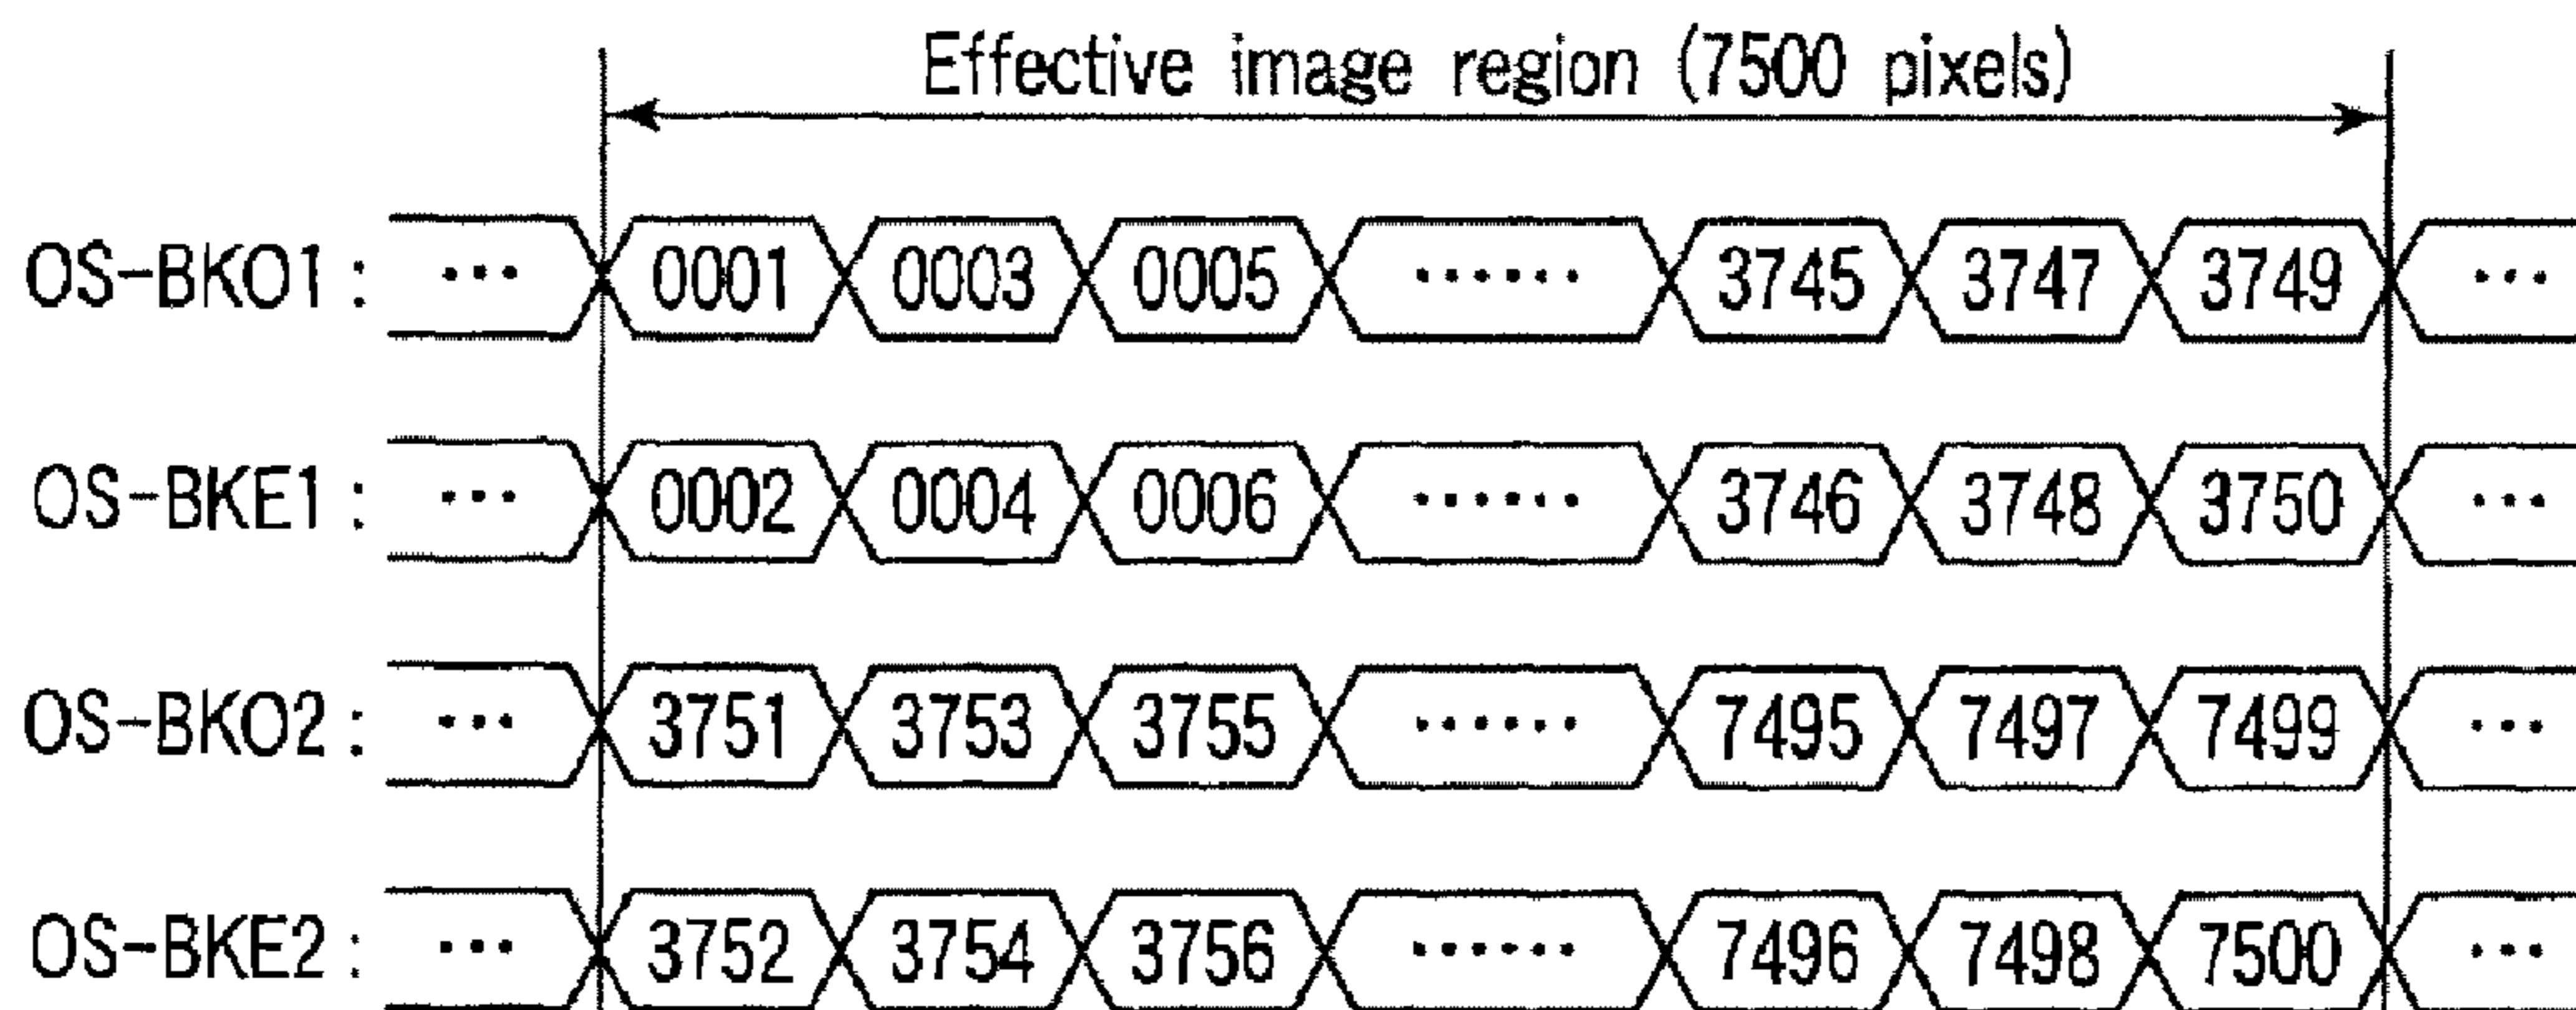 Effective image region (7500 pixels)
OS-BKO1: ... 0001 0003 0005 ...... 3745 3747 3749 ...
OS-BKE1: ... 0002 0004 0006 ...... 3746 3748 3750 ...
OS-BKO2: ... 3751 3753 3755 ...... 7495 7497 7499 ...
OS-BKE2: ... 3752 3754 3756 ...... 7496 7498 7500 ...